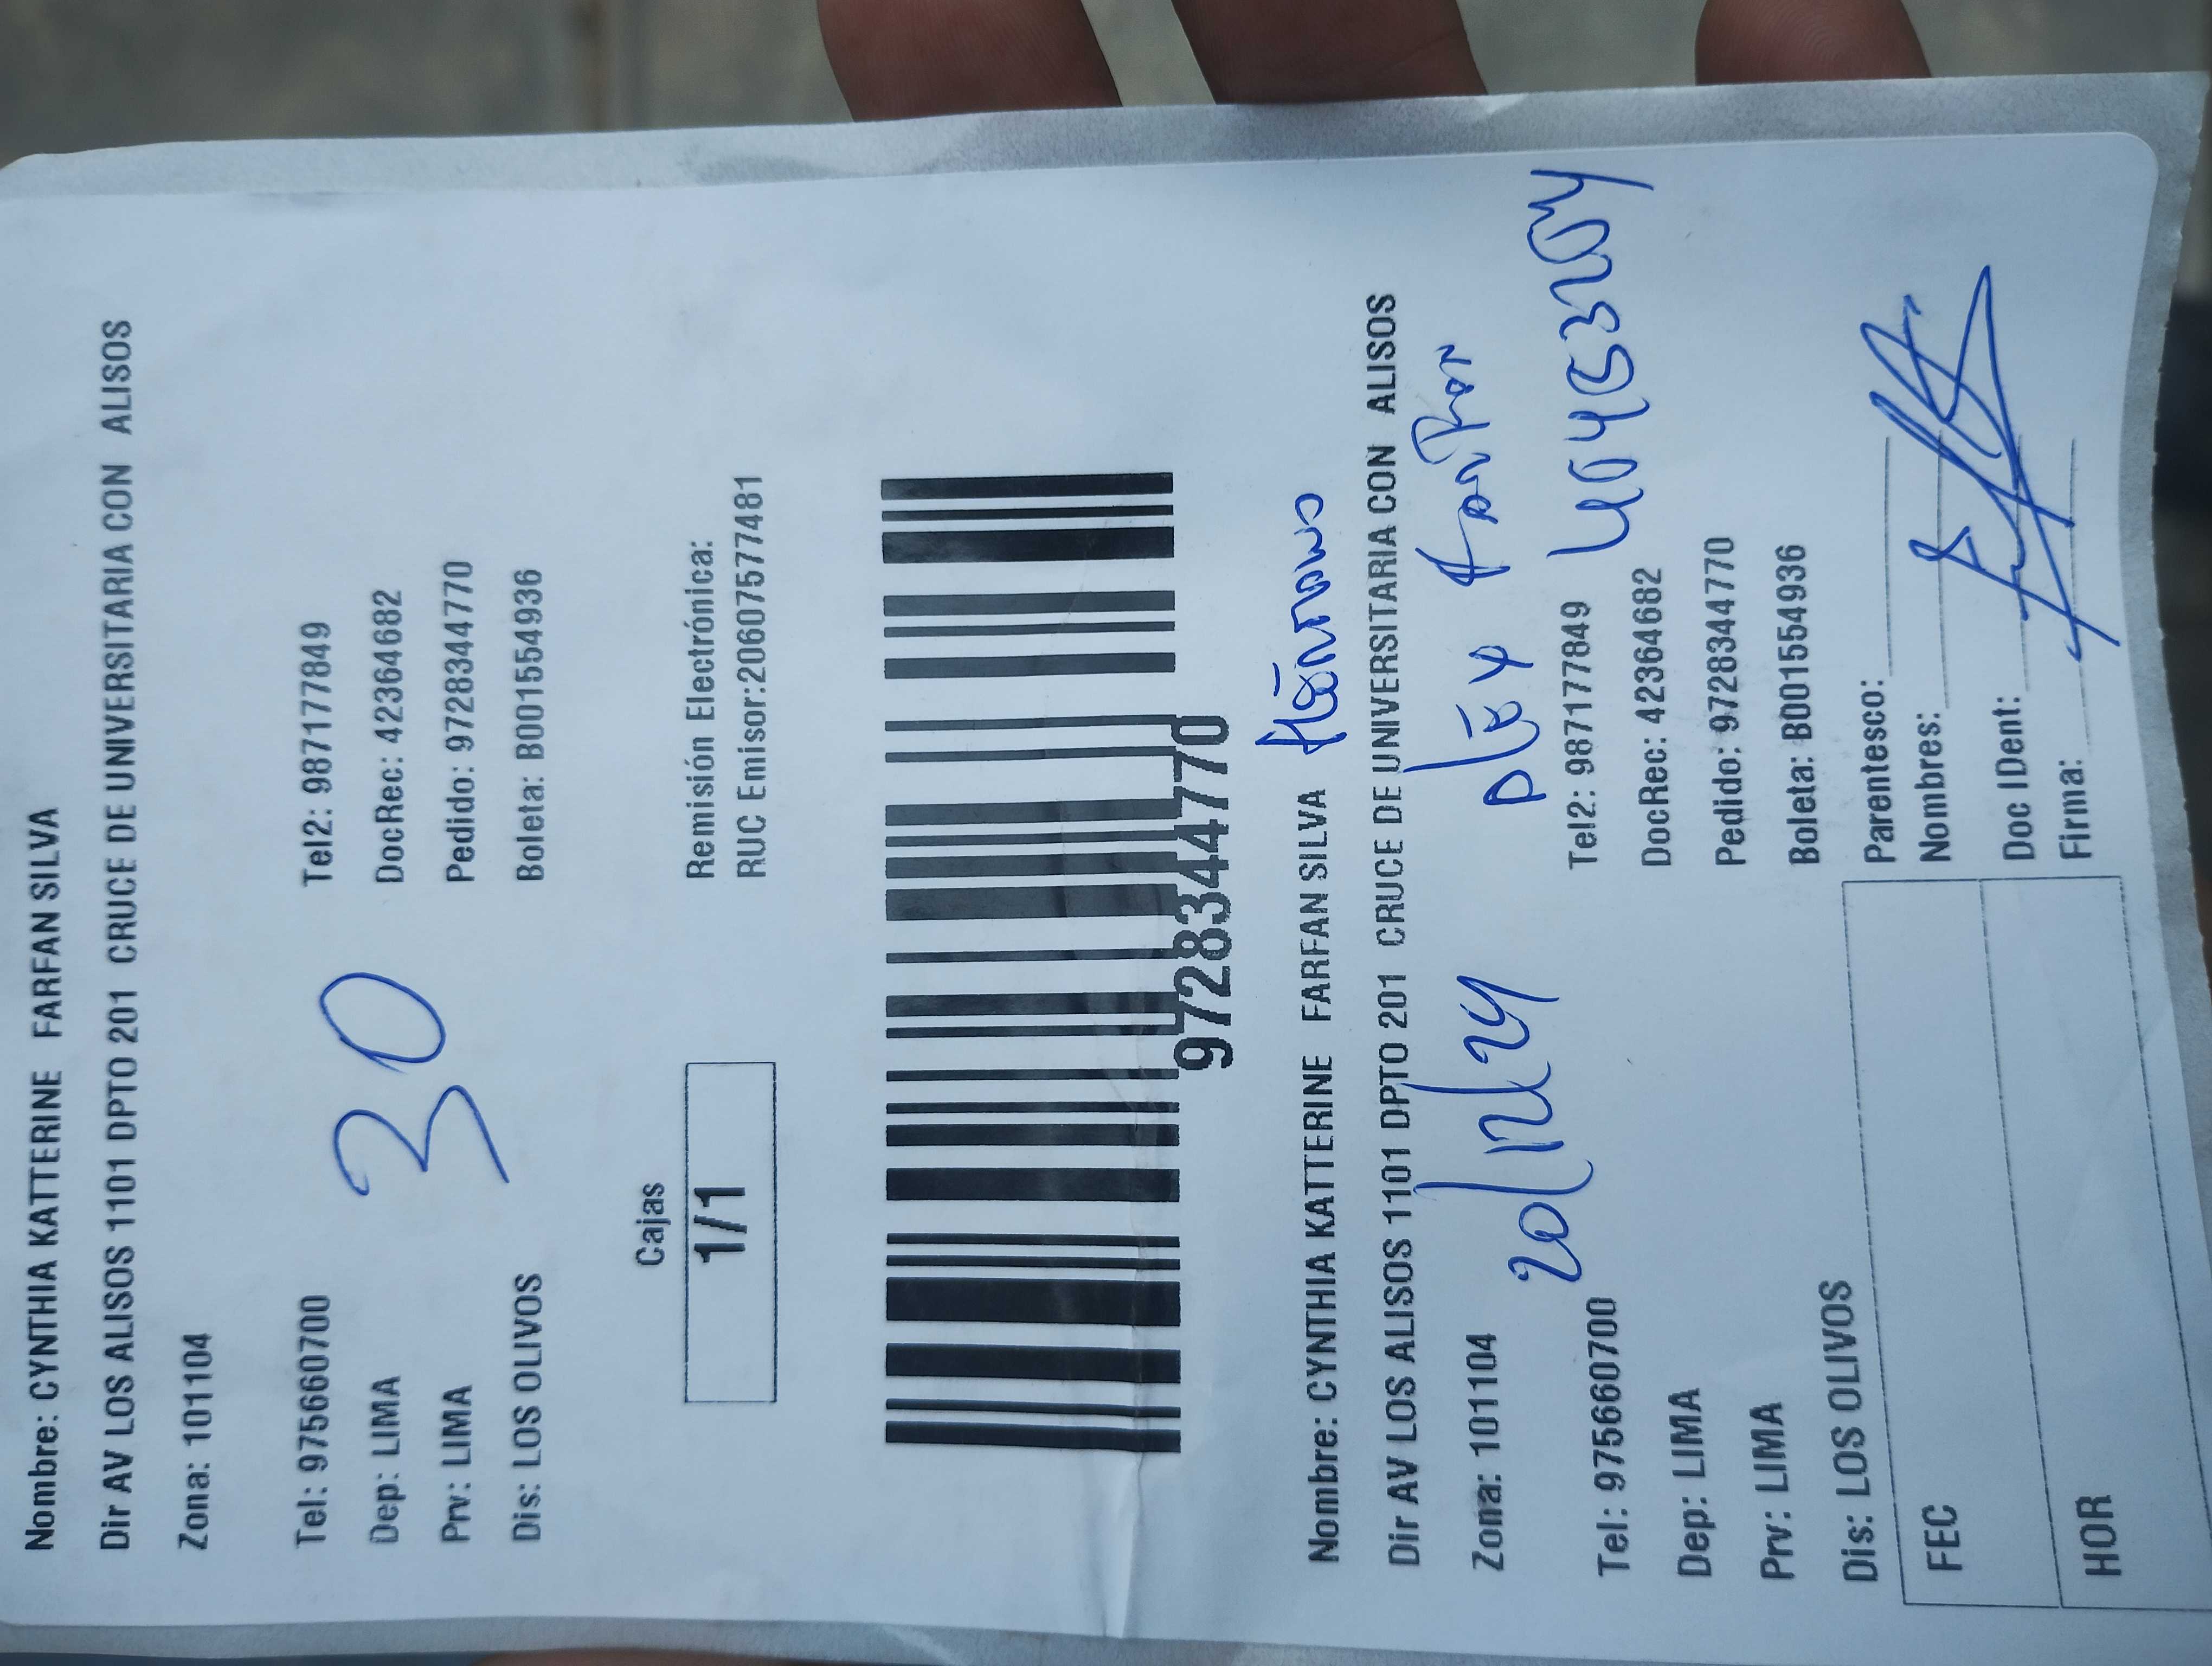 Nombre: CYNTHIA KATTERINE FARFAN SILVA
Dir AV LOS ALISOS 1101 DPTO 201 CRUCE DE UNIVERSITARIA CON ALISOS
Zona: 101104
Tel: 975660700 Tel2: 987177849
30
Dep: LIMA DocRec: 42364682
Prv: LIMA Pedido: 9728344770
Dis: LOS OLIVOS Boleta: B001554936
Cajas
1/1
Remisión Electrónica:
RUC Emisor:20607577481
9728344770
Nombre: CYNTHIA KATTERINE FARFAN SILVA
Dir AV LOS ALISOS 1101 DPTO 201 CRUCE DE UNIVERSITARIA CON ALISOS
Zona: 101104
20/12/24
Tel: 975660700 Tel2: 987177849
Dep: LIMA DocRec: 42364682
Prv: LIMA Pedido: 9728344770
Dis: LOS OLIVOS Boleta: B001554936
FEC
HOR
Parentesco:
Nombres:
Doc IDent:
Firma: